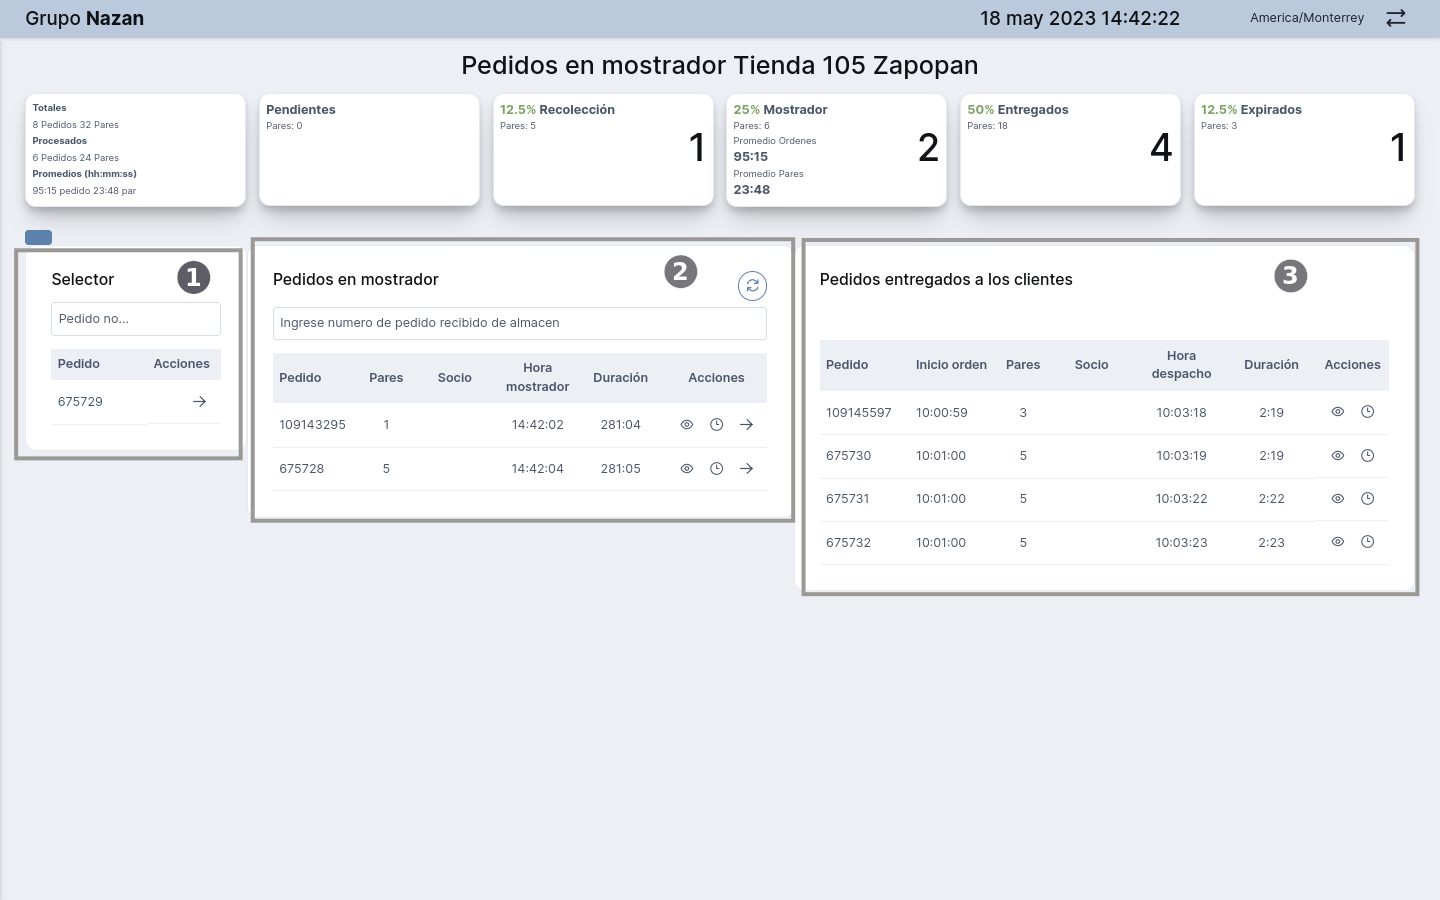 Grupo Nazan
18 may 2023 14:42:22
America/Monterrey
Pedidos en mostrador Tienda 105 Zapopan
Totales
8 Pedidos 32 Pares
Procesados
6 Pedidos 24 Pares
Promedios (hh:mm:ss)
95:15 pedido 23:48 par
Pendientes
Pares: 0
12.5% Recolección
Pares: 5
1
25% Mostrador
Pares: 6
Promedio Ordenes
95:15
Promedio Pares
23:48
2
50% Entregados
Pares: 18
4
12.5% Expirados
Pares: 3
1
Selector
1
Pedido no...
Pedido Acciones
675729
Pedidos en mostrador
2
Ingrese numero de pedido recibido de almacen
Pedido Pares Socio Hora mostrador Duración Acciones
109143295 1 14:42:02 281:04
675728 5 14:42:04 281:05
Pedidos entregados a los clientes
3
Pedido Inicio orden Pares Socio Hora despacho Duración Acciones
109145597 10:00:59 3 10:03:18 2:19
675730 10:01:00 5 10:03:19 2:19
675731 10:01:00 5 10:03:22 2:22
675732 10:01:00 5 10:03:23 2:23